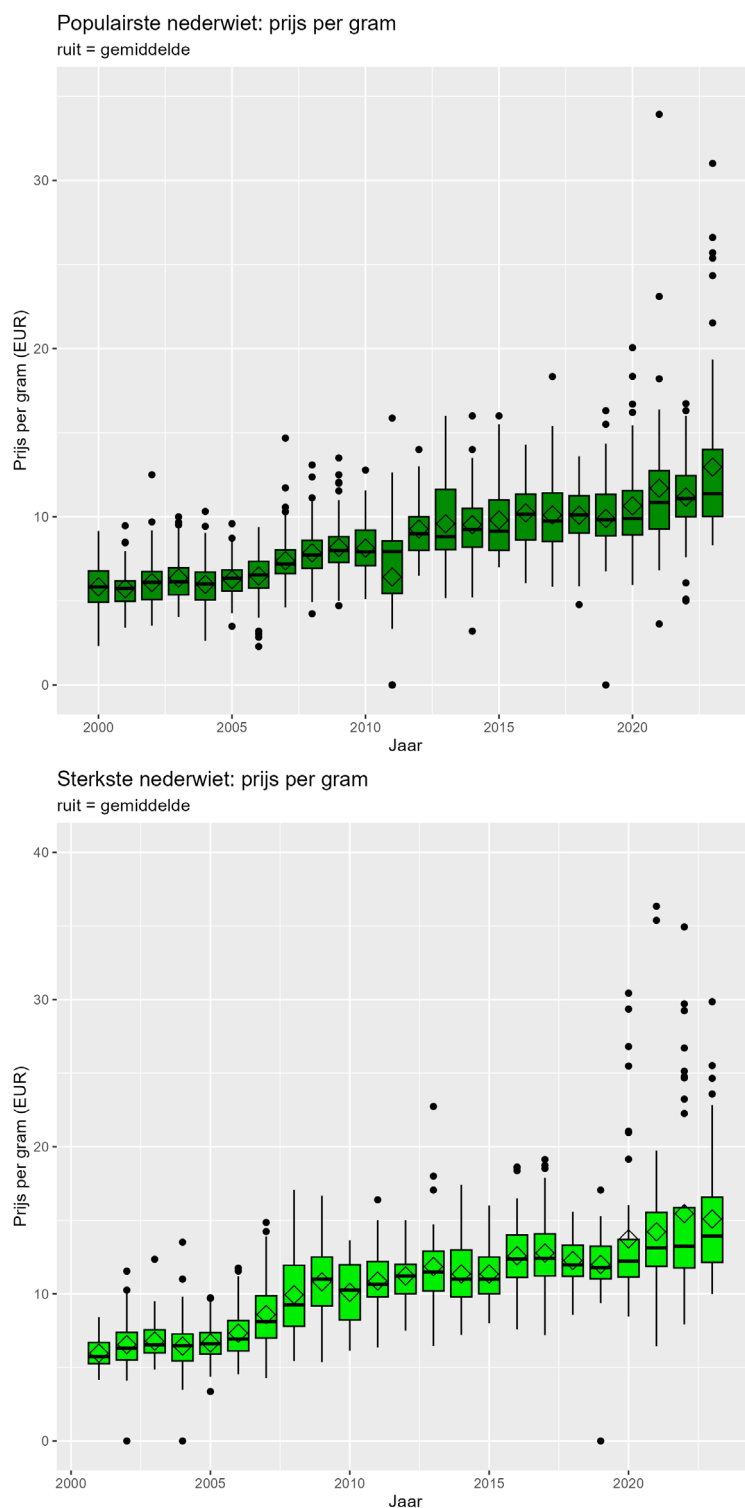 Populairste nederwiet: prijs per gram
ruit = gemiddelde
30
20
10
0
Prijs per gram (EUR)
2000 2005 2010 2015 2020
Jaar
Sterkste nederwiet: prijs per gram
ruit = gemiddelde
40
30
20
10
0
Prijs per gram (EUR)
2000 2005 2010 2015 2020
Jaar